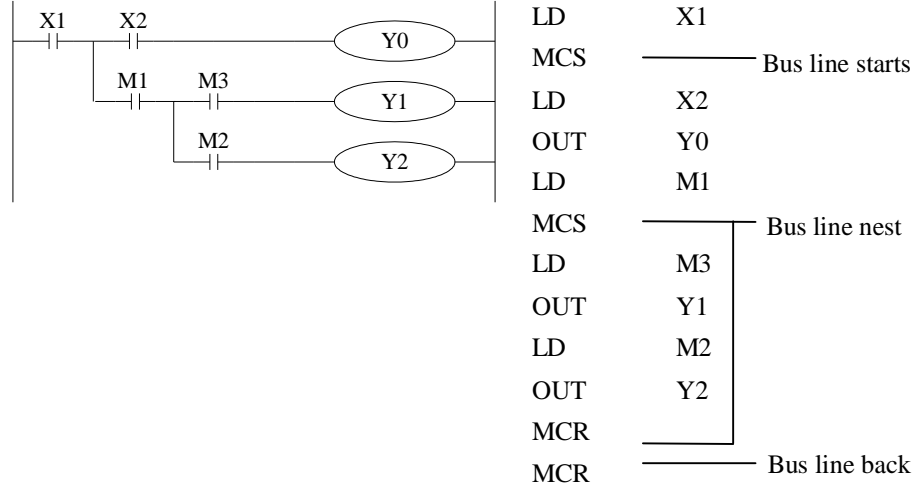 X1 X2
Y0
M1 M3
Y1
M2
Y2
LD X1
MCS Bus line starts
LD X2
OUT Y0
LD M1
MCS Bus line nest
LD M3
OUT Y1
LD M2
OUT Y2
MCR
MCR Bus line back